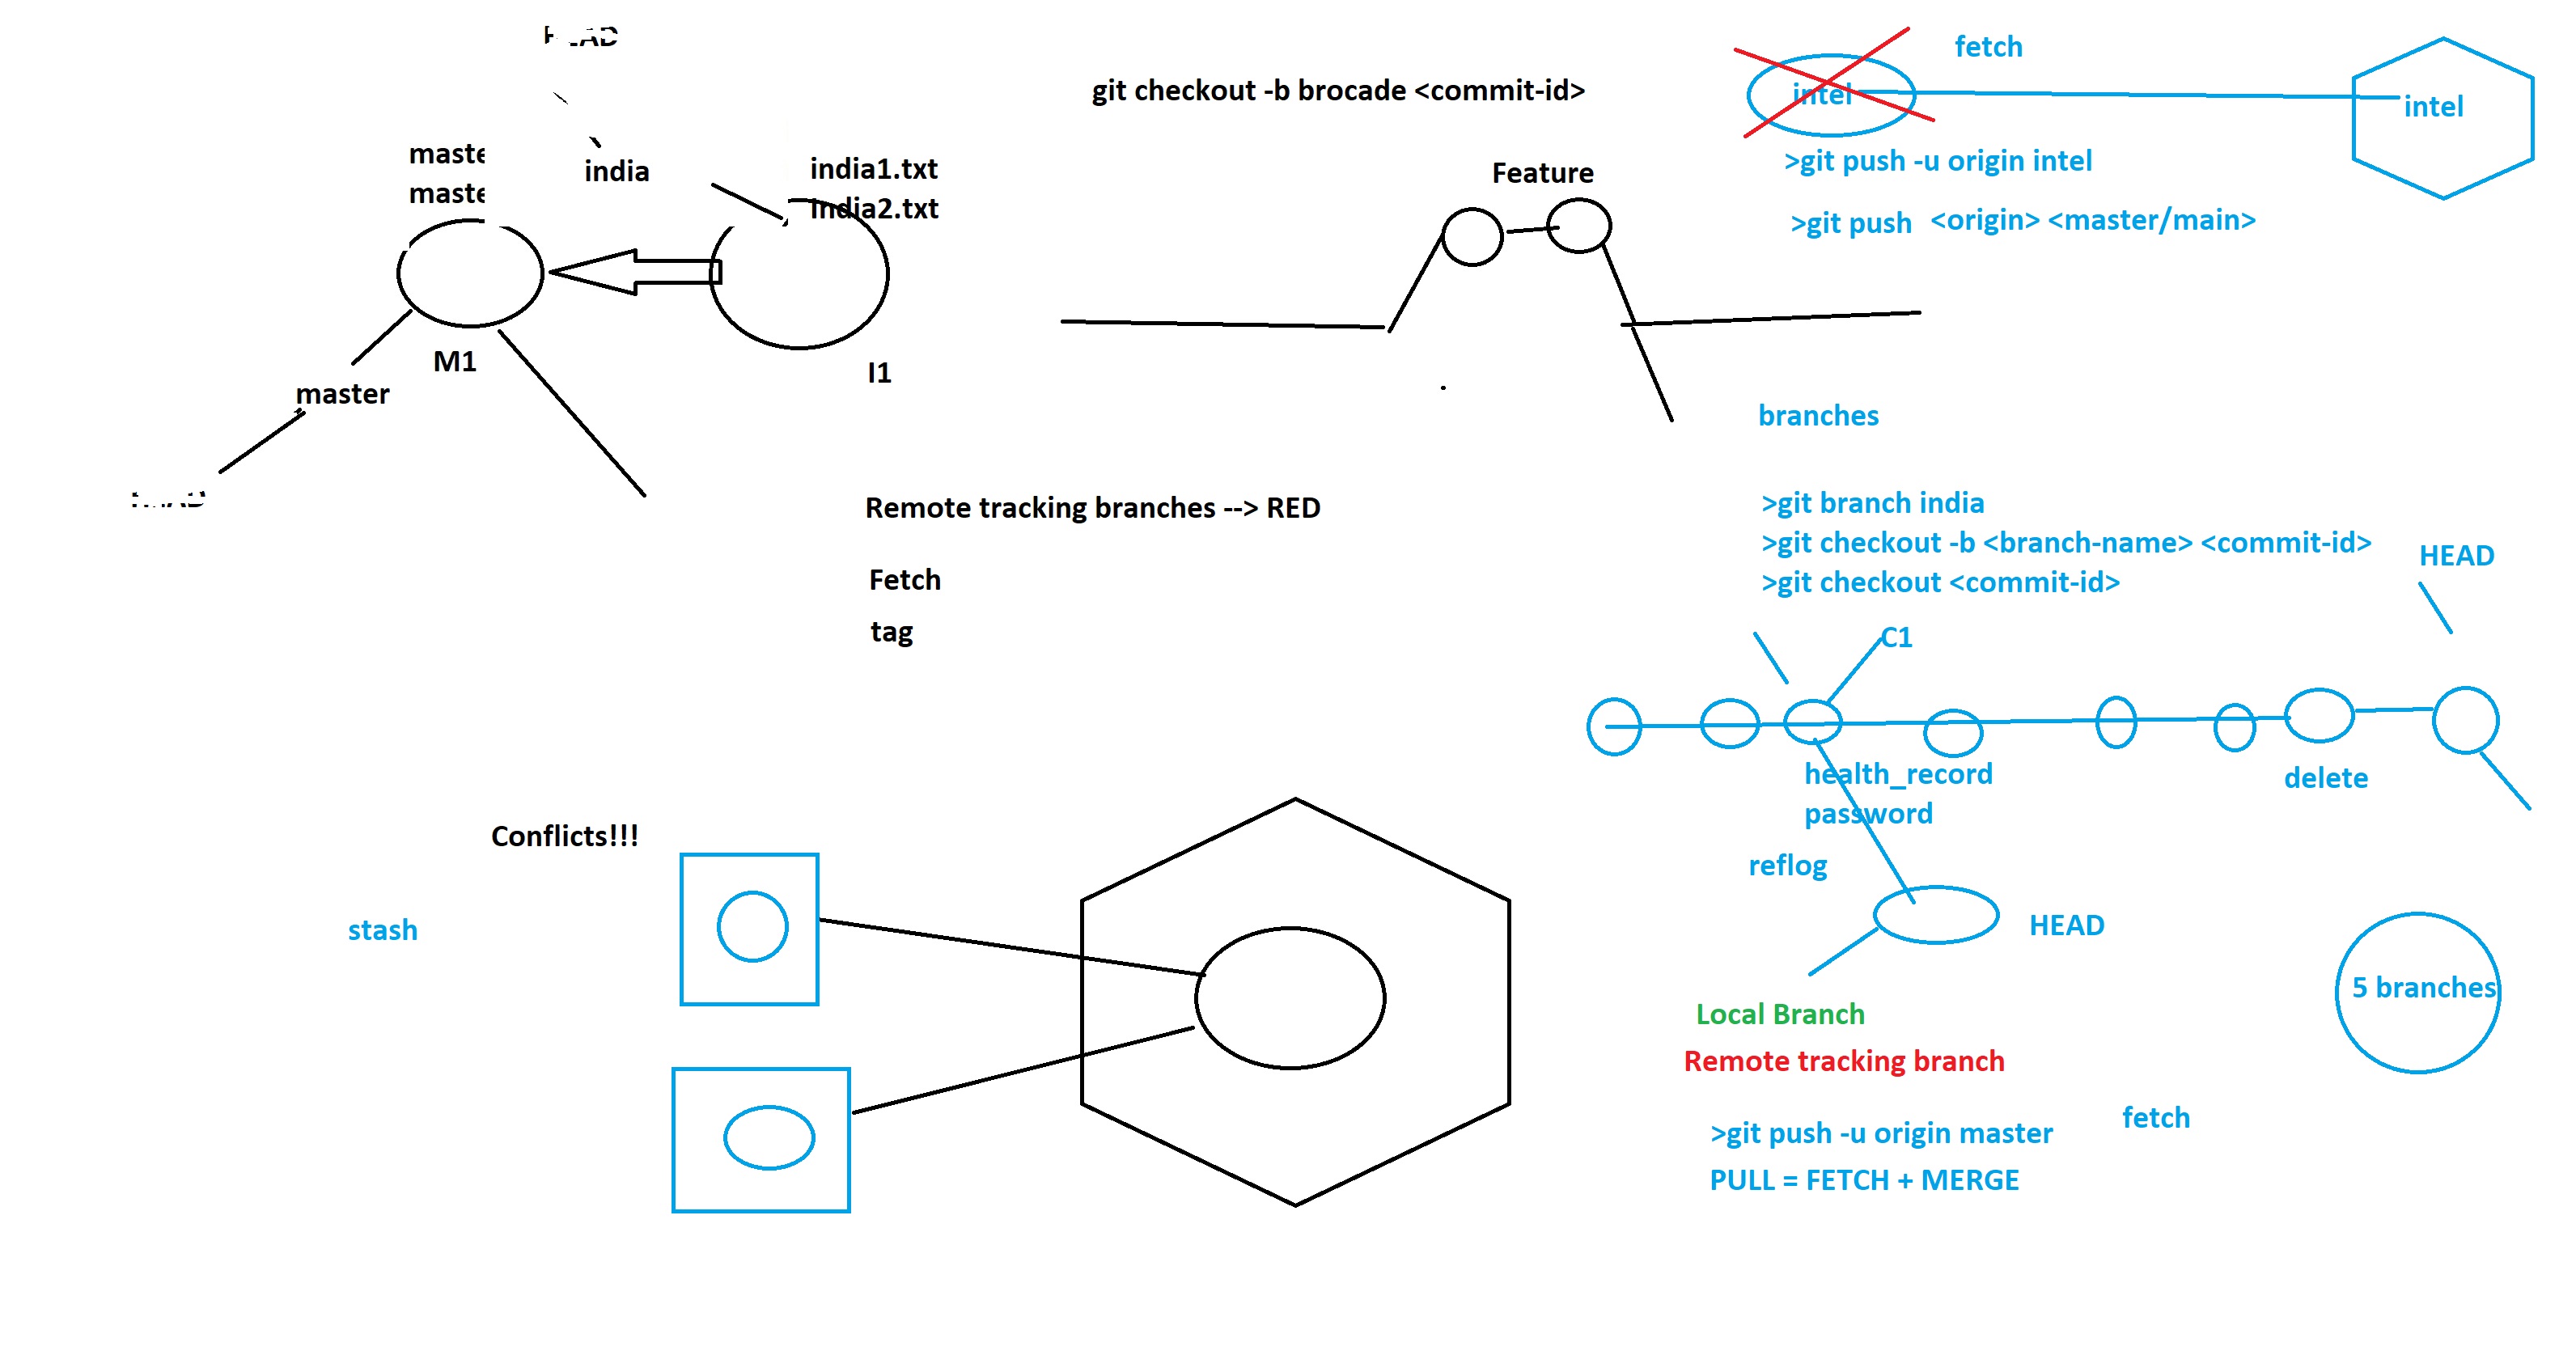 maste
maste
india
india1.txt
India2.txt
M1
I1
master
git checkout -b brocade <commit-id>
Feature
fetch
intel
intel
>git push -u origin intel
>git push <origin> <master/main>
branches
>git branch india
>git checkout -b <branch-name> <commit-id>
>git checkout <commit-id>
HEAD
Remote tracking branches --> RED
Fetch
tag
C1
health_record
password
delete
reflog
HEAD
5 branches
Conflicts!!!
stash
Local Branch
Remote tracking branch
>git push -u origin master
fetch
PULL = FETCH + MERGE